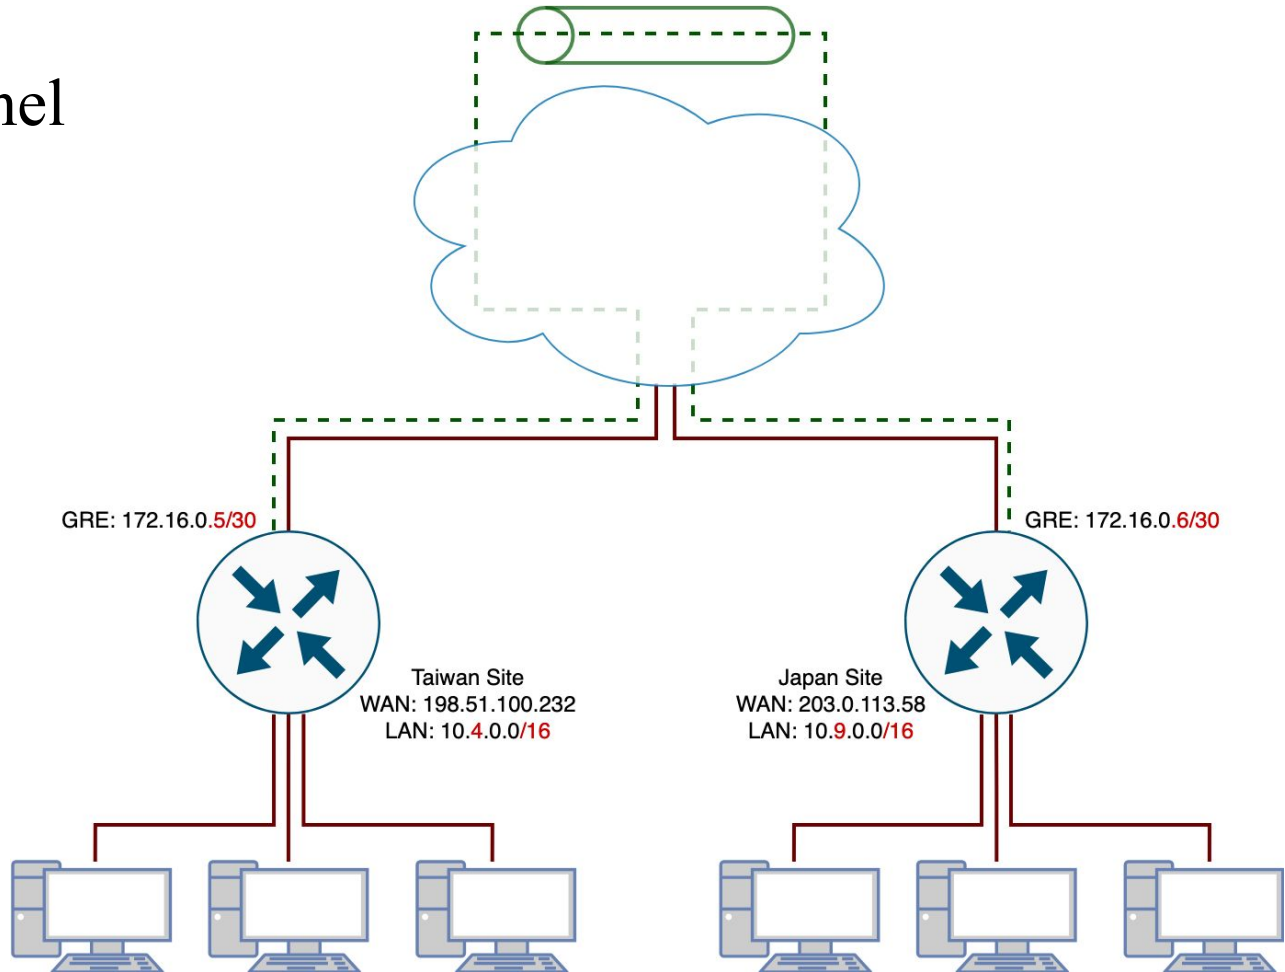 nel
GRE: 172.16.0.5/30
GRE: 172.16.0.6/30
Taiwan Site
WAN: 198.51.100.232
LAN: 10.4.0.0/16
Japan Site
WAN: 203.0.113.58
LAN: 10.9.0.0/16